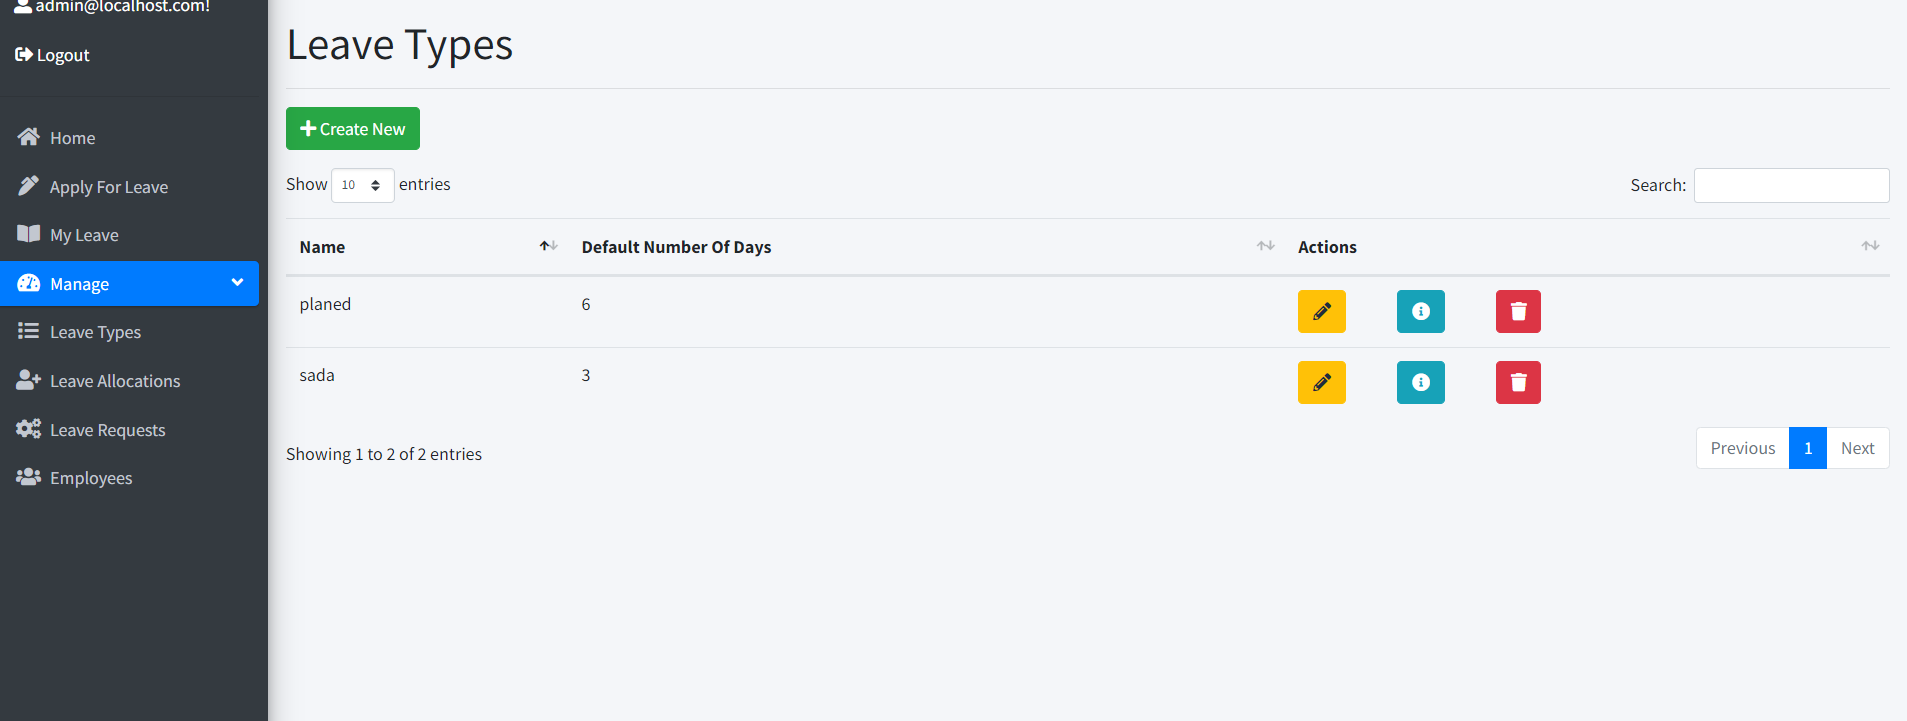 admin@localhost.com!
Logout
Home
Apply For Leave
My Leave
Manage
Leave Types
Leave Allocations
Leave Requests
Employees
Leave Types
Create New
Show 10 entries
Search:
Name Default Number Of Days Actions
planed 6
sada 3
Showing 1 to 2 of 2 entries
Previous 1 Next